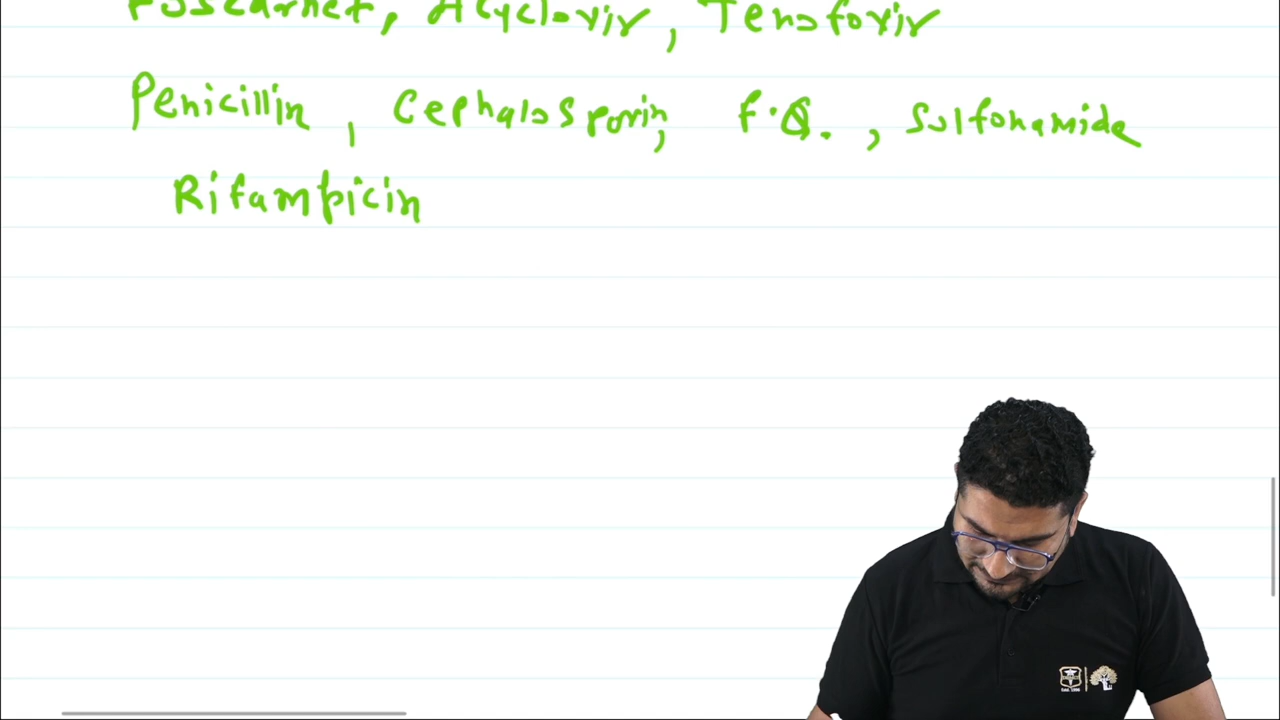 Foscarnet, Acyclovir, Tenofovir
Penicillin, Cephalosporin, F.Q., Sulfonamide
Rifampicin